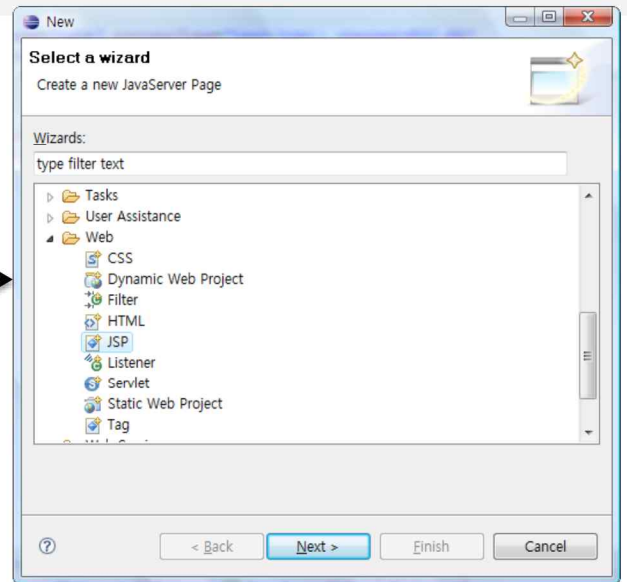 New
Select a wizard
Create a new JavaServer Page
Wizards:
type filter text
Tasks
User Assistance
Web
CSS
Dynamic Web Project
Filter
HTML
JSP
Listener
Servlet
Static Web Project
Tag
< Back Next > Finish Cancel